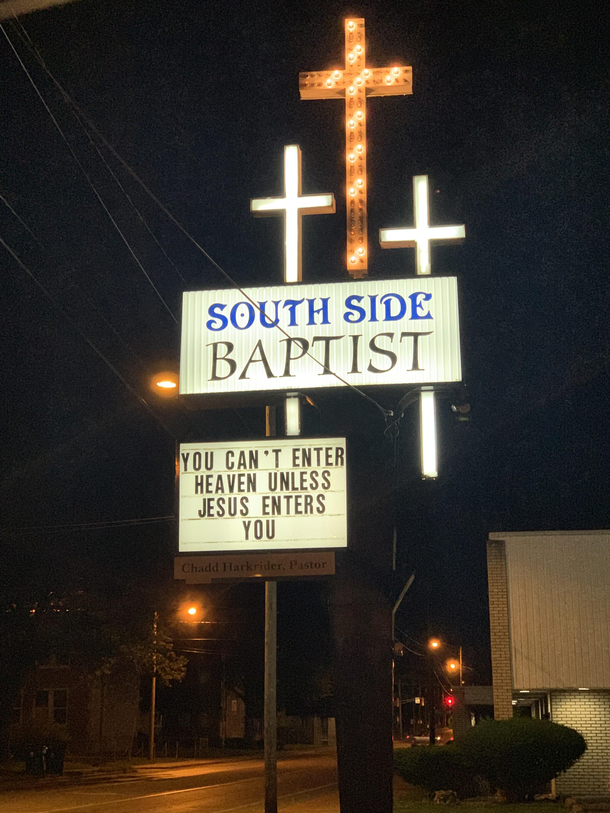 SOUTH SIDE
BAPTIST
YOU CAN'T ENTER
HEAVEN UNLESS
JESUS ENTERS
YOU
Chadd Harkrider, Pastor